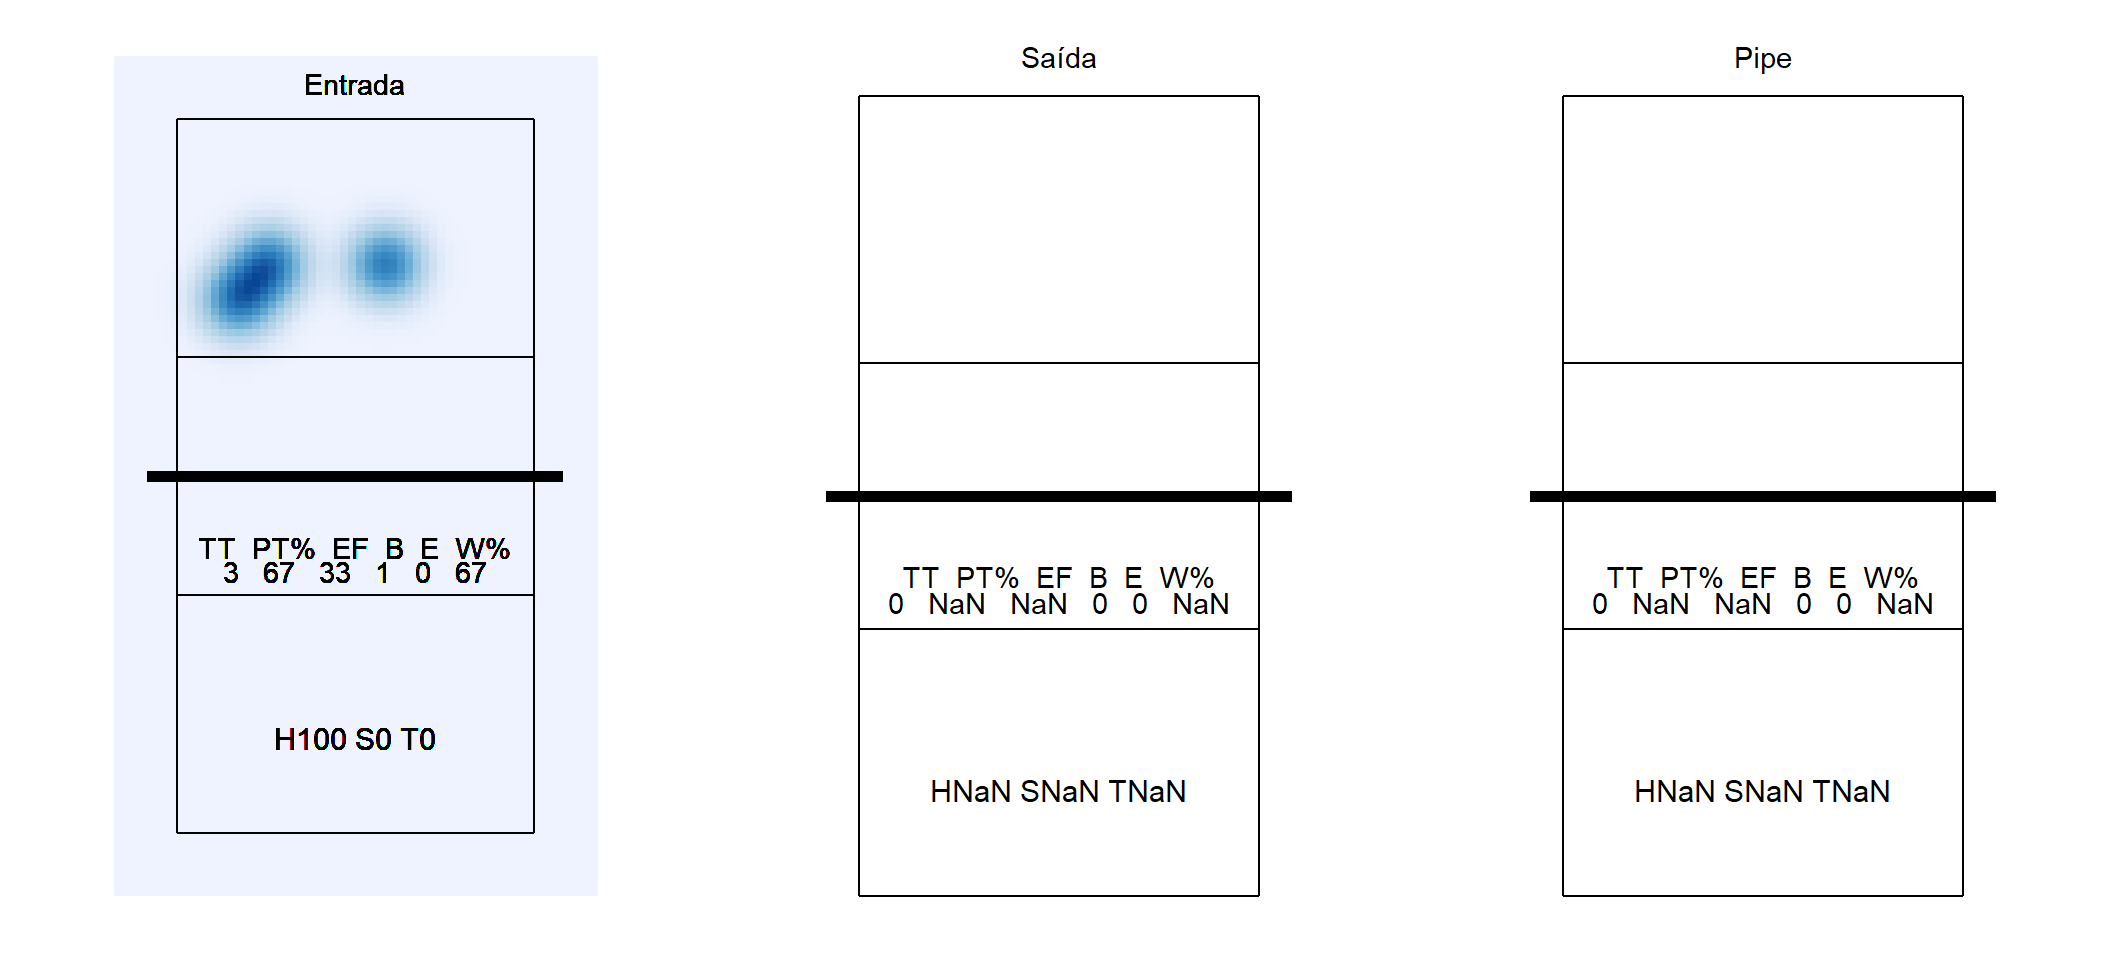 Entrada
TT PT% EF B E W%
3 67 33 1 0 67
H100 S0 T0
Saída
TT PT% EF B E W%
0 NaN NaN 0 0 NaN
HNaN SNaN TNaN
Pipe
TT PT% EF B E W%
0 NaN NaN 0 0 NaN
HNaN SNaN TNaN